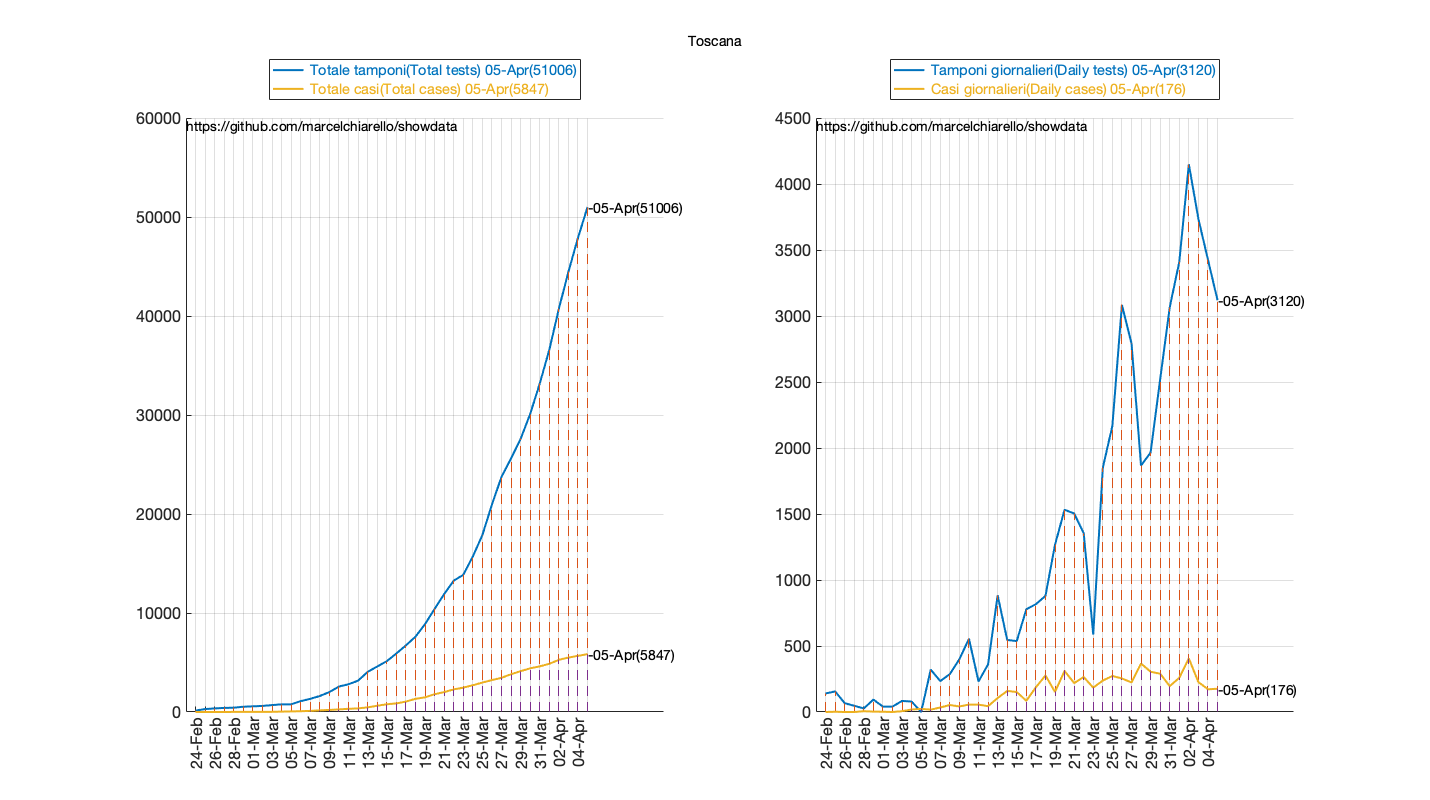 Toscana
Totale tamponi(Total tests) 05-Apr(51006)
Totale casi(Total cases) 05-Apr(5847)
60000
https://github.com/marcelchiarello/showdata
50000
40000
30000
20000
10000
0
-05-Apr(51006)
-05-Apr(5847)
24-Feb
26-Feb
28-Feb
01-Mar
03-Mar
05-Mar
07-Mar
09-Mar
11-Mar
13-Mar
15-Mar
17-Mar
19-Mar
21-Mar
23-Mar
25-Mar
27-Mar
29-Mar
31-Mar
02-Apr
04-Apr
Tamponi giornalieri(Daily tests) 05-Apr(3120)
Casi giornalieri(Daily cases) 05-Apr(176)
4500
https://github.com/marcelchiarello/showdata
4000
3500
3000
2500
2000
1500
1000
500
0
-05-Apr(3120)
-05-Apr(176)
24-Feb
26-Feb
28-Feb
01-Mar
03-Mar
05-Mar
07-Mar
09-Mar
11-Mar
13-Mar
15-Mar
17-Mar
19-Mar
21-Mar
23-Mar
25-Mar
27-Mar
29-Mar
31-Mar
02-Apr
04-Apr